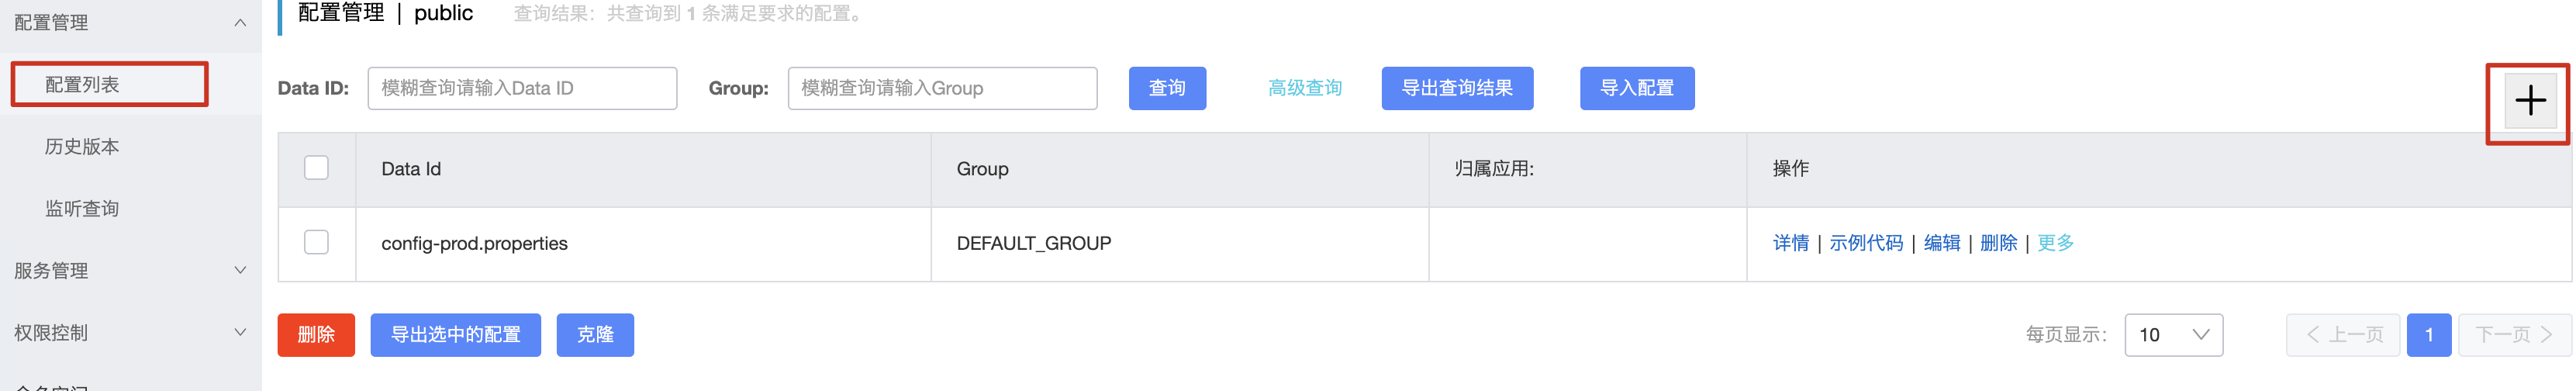 配置管理
配置列表
历史版本
监听查询
服务管理
权限控制
配置管理 | public 查询结果：共查询到 1 条满足要求的配置。
Data ID: 模糊查询请输入Data ID Group: 模糊查询请输入Group 查询 高级查询 导出查询结果 导入配置
Data Id Group 归属应用: 操作
config-prod.properties DEFAULT_GROUP 详情 | 示例代码 | 编辑 | 删除 | 更多
删除 导出选中的配置 克隆 每页显示: 10 上一页 1 下一页